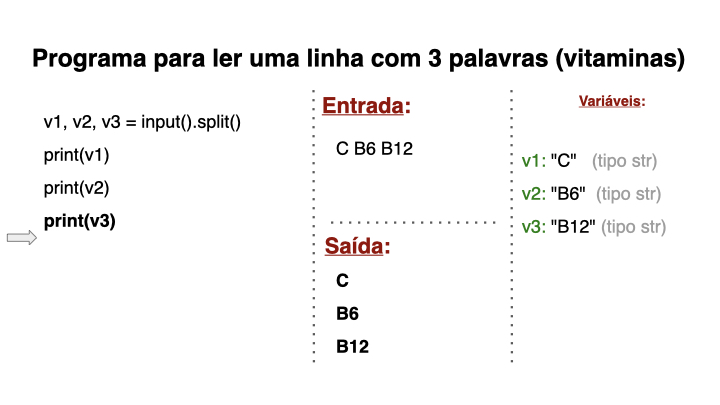 Programa para ler uma linha com 3 palavras (vitaminas)
v1, v2, v3 = input().split()
print(v1)
print(v2)
print(v3)
Entrada:
C B6 B12
Saída:
C
B6
B12
Variáveis:
v1: "C" (tipo str)
v2: "B6" (tipo str)
v3: "B12" (tipo str)